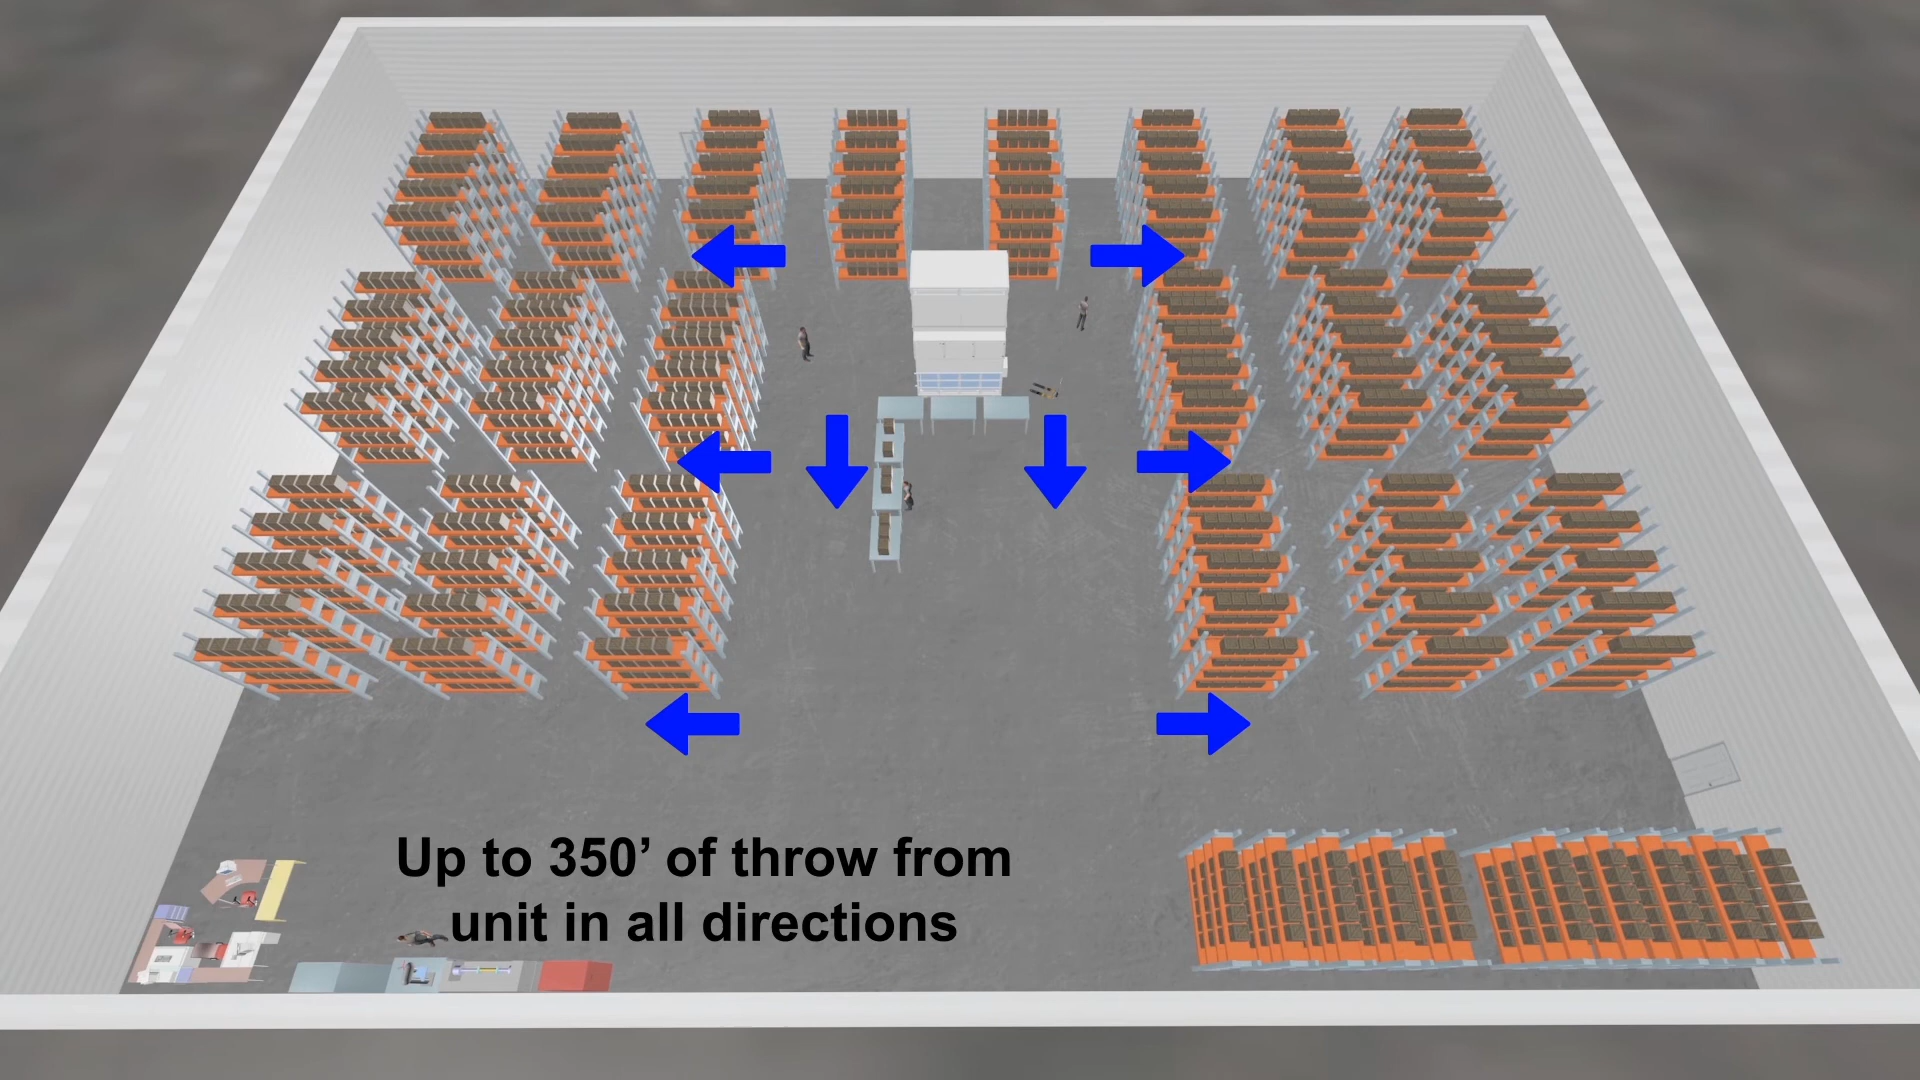 Up to 350’ of throw from
unit in all directions